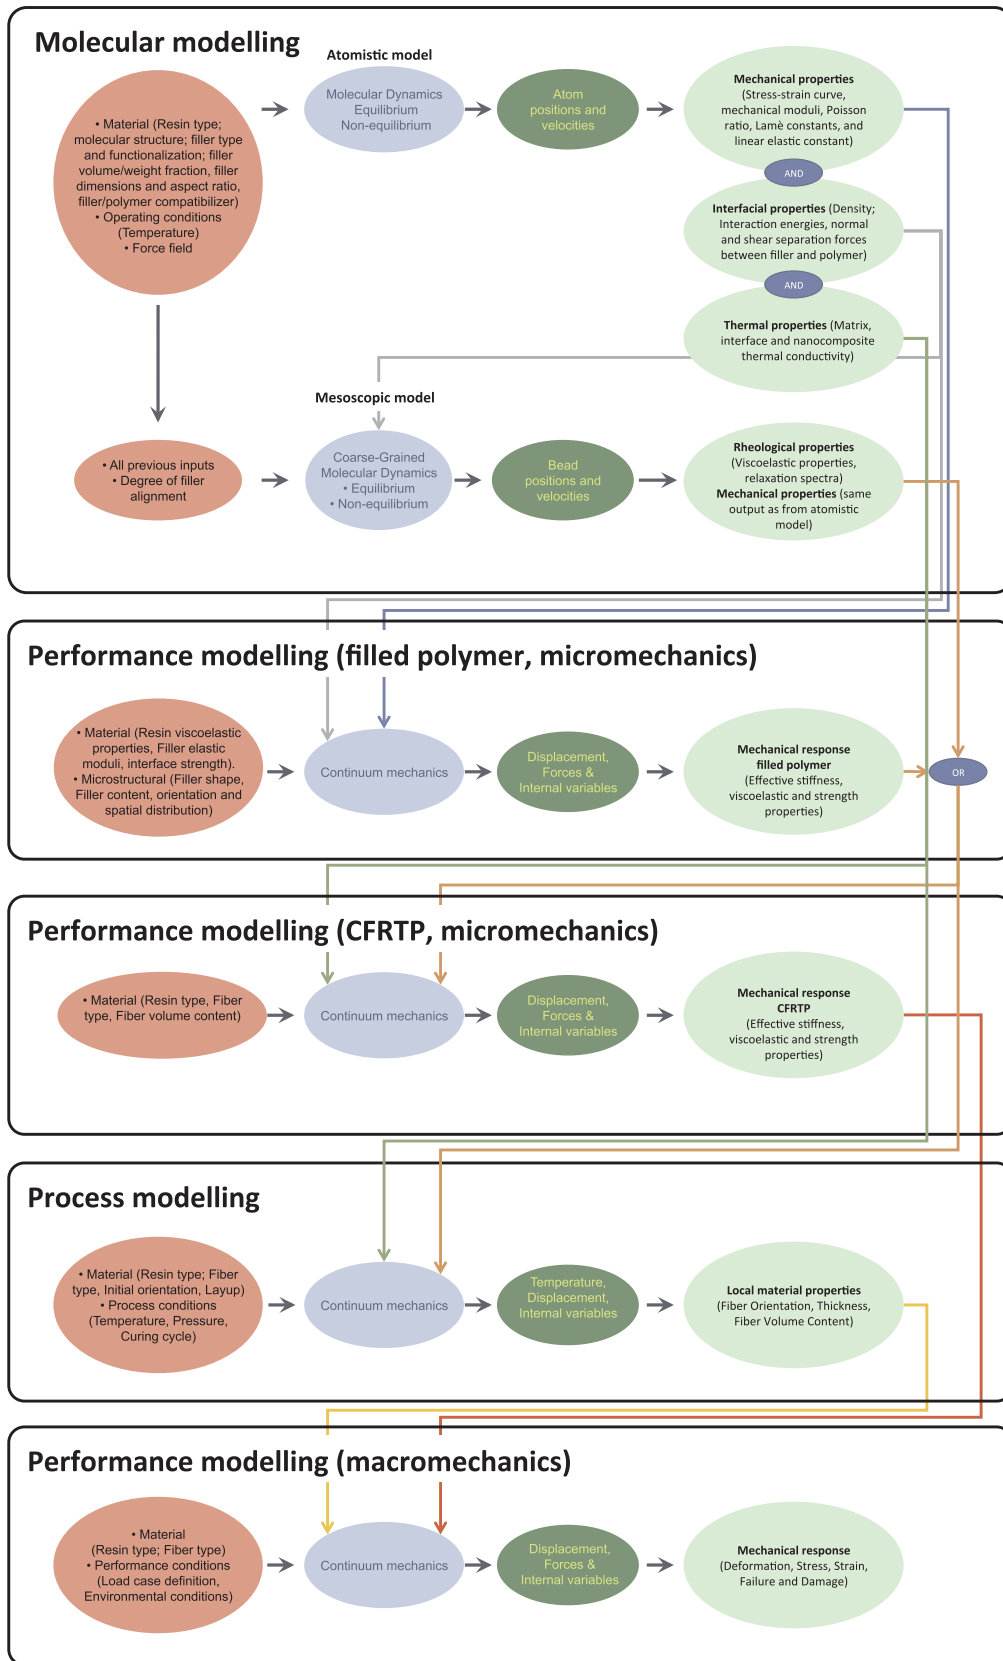 Molecular modelling
Atomistic model
• Material (Resin type;
molecular structure; filler type
and functionalization; filler
volume/weight fraction, filler
dimensions and aspect ratio,
filler/polymer compatibilizer)
• Operating conditions
(Temperature)
• Force field
Molecular Dynamics
Equilibrium
Non-equilibrium
Atom
positions and
velocities
Mechanical properties
(Stress-strain curve,
mechanical moduli, Poisson
ratio, Lamè constants, and
linear elastic constant)
AND
Interfacial properties (Density;
Interaction energies, normal
and shear separation forces
between filler and polymer)
AND
Thermal properties (Matrix,
interface and nanocomposite
thermal conductivity)
Mesoscopic model
• All previous inputs
• Degree of filler
alignment
Coarse-Grained
Molecular Dynamics
• Equilibrium
• Non-equilibrium
Bead
positions and
velocities
Rheological properties
(Viscoelastic properties,
relaxation spectra)
Mechanical properties (same
output as from atomistic
model)
Performance modelling (filled polymer, micromechanics)
• Material (Resin viscoelastic
properties, Filler elastic
moduli, interface strength).
• Microstructural (Filler shape,
Filler content, orientation and
spatial distribution)
Continuum mechanics
Displacement,
Forces &
Internal variables
Mechanical response
filled polymer
(Effective stiffness,
viscoelastic and strength
properties)
OR
Performance modelling (CFRTP, micromechanics)
• Material (Resin type, Fiber
type, Fiber volume content)
Continuum mechanics
Displacement,
Forces &
Internal variables
Mechanical response
CFRTP
(Effective stiffness,
viscoelastic and strength
properties)
Process modelling
• Material (Resin type; Fiber
type, Initial orientation, Layup)
• Process conditions
(Temperature, Pressure,
Curing cycle)
Continuum mechanics
Temperature,
Displacement,
Internal variables
Local material properties
(Fiber Orientation, Thickness,
Fiber Volume Content)
Performance modelling (macromechanics)
• Material
(Resin type; Fiber type)
• Performance conditions
(Load case definition,
Environmental conditions)
Continuum mechanics
Displacement,
Forces &
Internal variables
Mechanical response
(Deformation, Stress, Strain,
Failure and Damage)